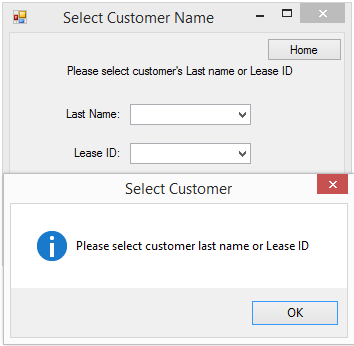 Select Customer Name
Home
Please select customer's Last name or Lease ID
Last Name:
Lease ID:
Select Customer
Please select customer last name or Lease ID
OK